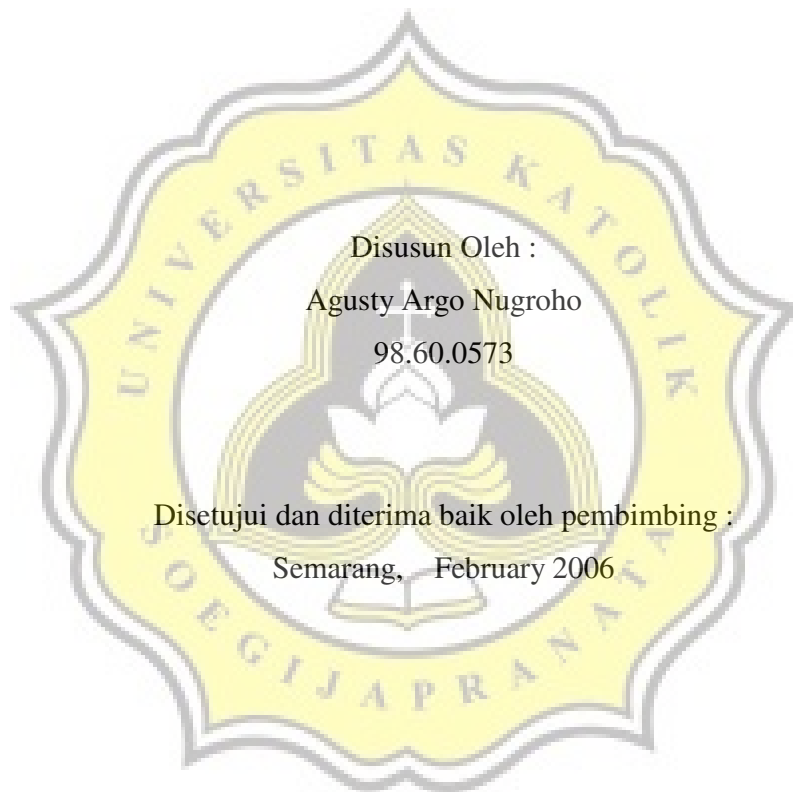 UNIVERSITAS KATOLIK
Disusun Oleh :
Agusty Argo Nugroho
98.60.0573
Disetujui dan diterima baik oleh pembimbing :
Semarang, February 2006
SOEGIJAPRANATA